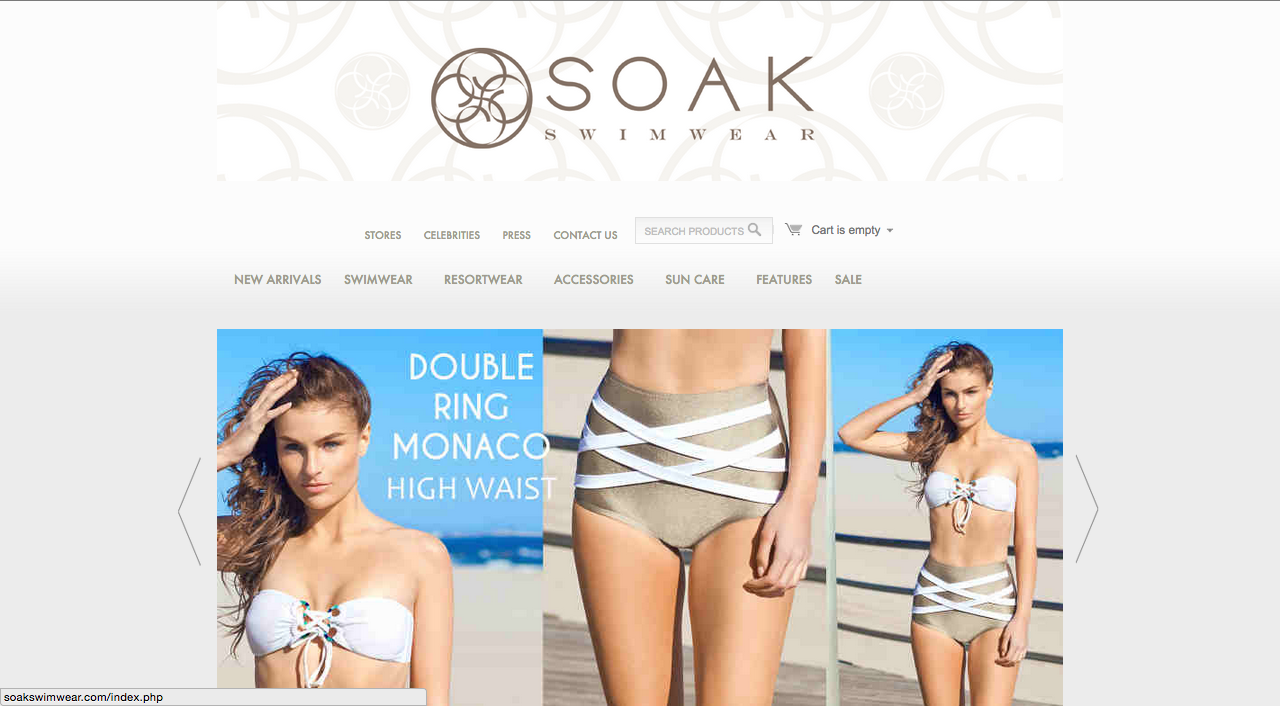 SOAK
SWIMWEAR
STORES CELEBRITIES PRESS CONTACT US SEARCH PRODUCTS Cart is empty
NEW ARRIVALS SWIMWEAR RESORTWEAR ACCESSORIES SUN CARE FEATURES SALE
DOUBLE
RING
MONACO
HIGH WAIST
soakswimwear.com/index.php